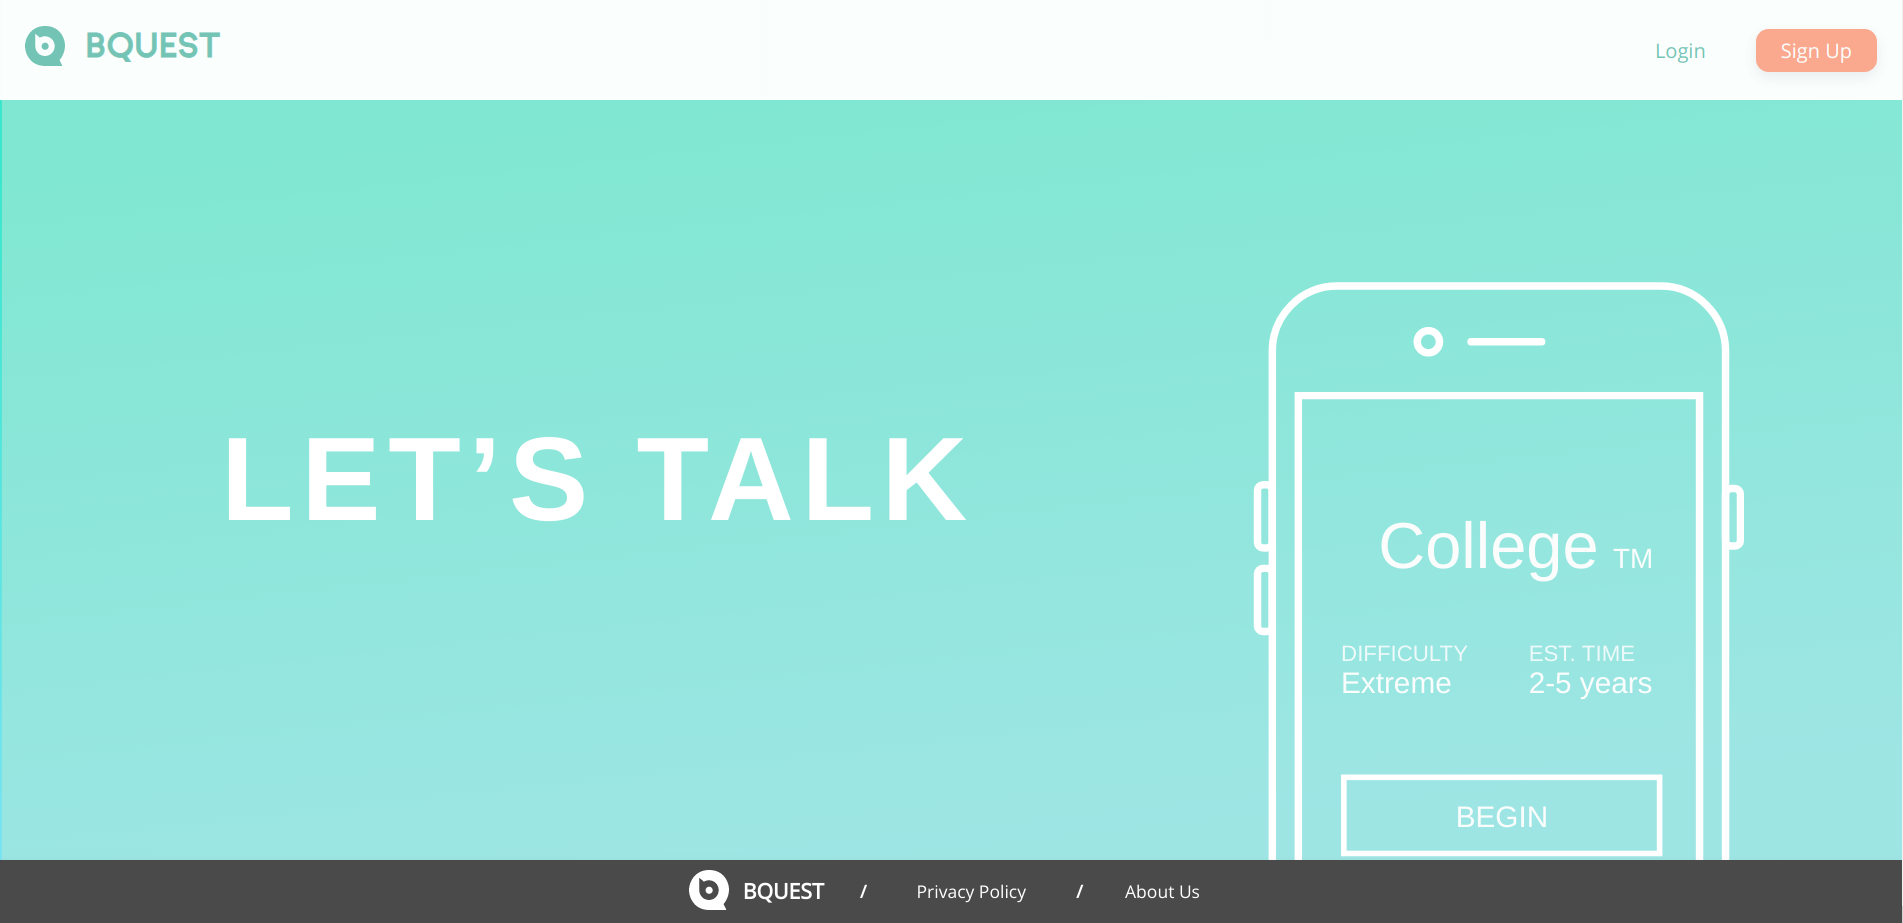 BQUEST
Login
Sign Up
LET’S TALK
College TM
DIFFICULTY EST. TIME
Extreme 2-5 years
BEGIN
BQUEST / Privacy Policy / About Us